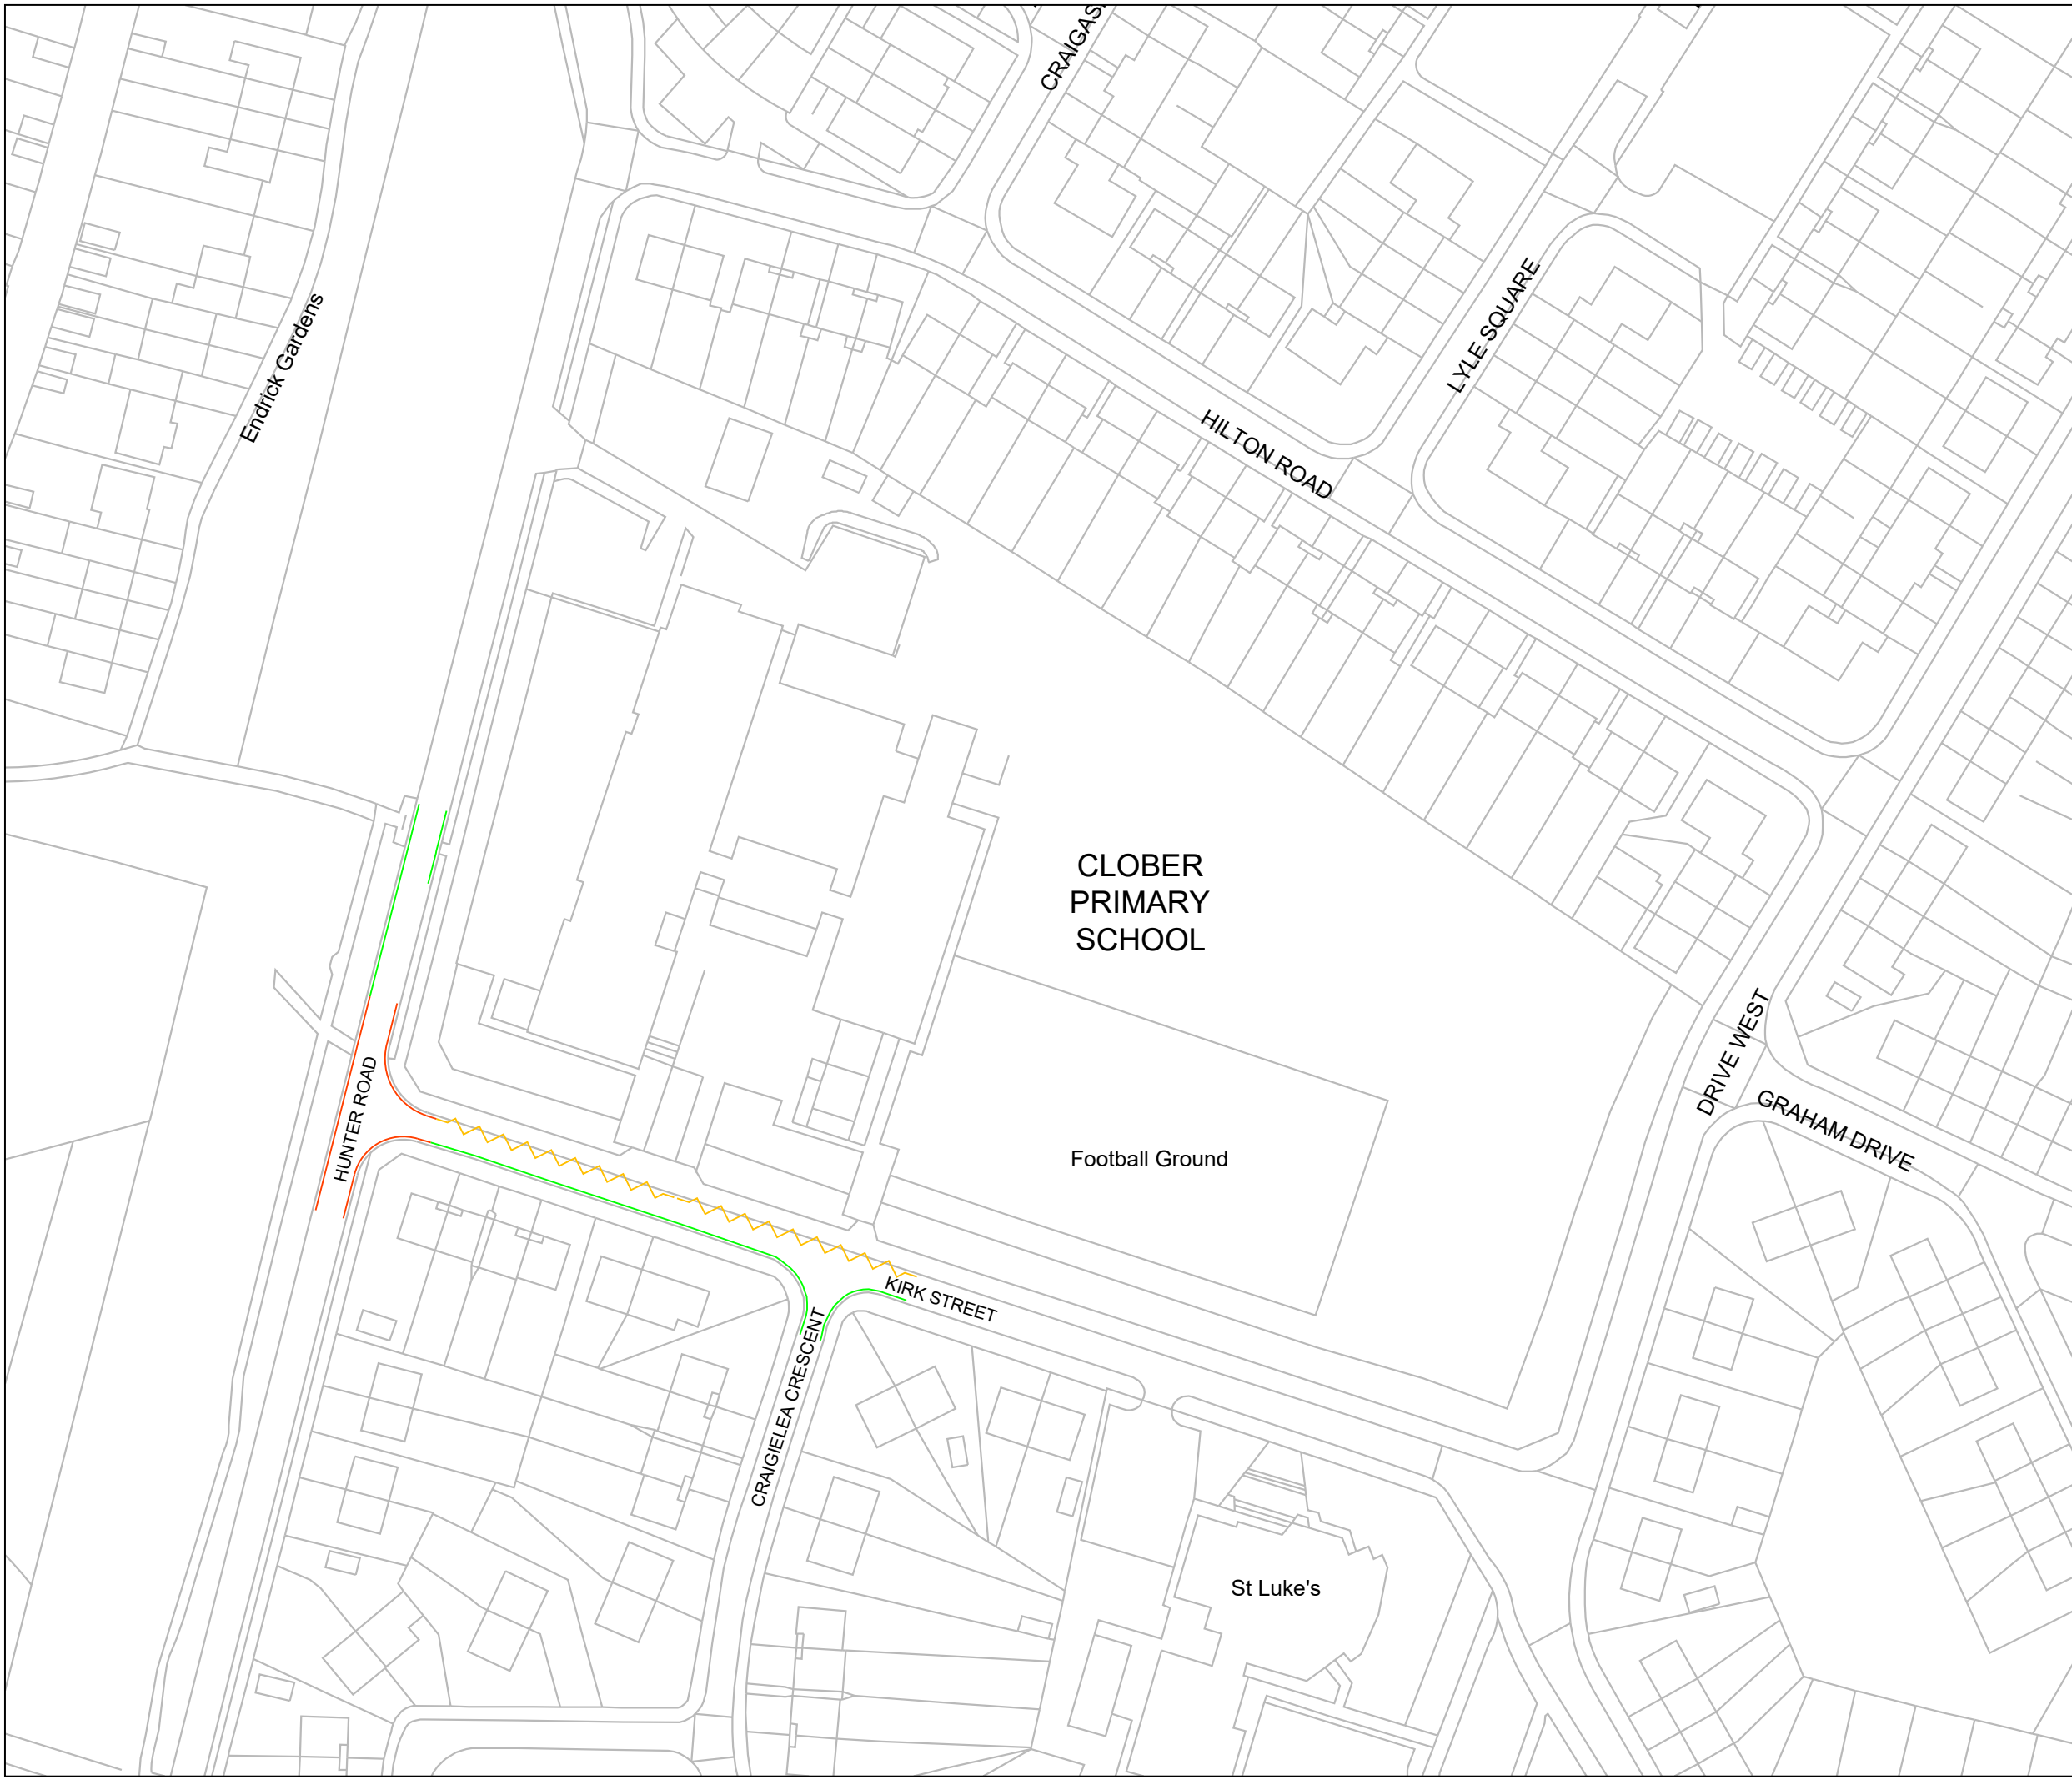 Endrick Gardens
LYLE SQUARE
HILTON ROAD
CLOBER
PRIMARY
SCHOOL
DRIVE WEST
GRAHAM DRIVE
HUNTER ROAD
Football Ground
KIRK STREET
CRAIGIELEA CRESCENT
St Luke's